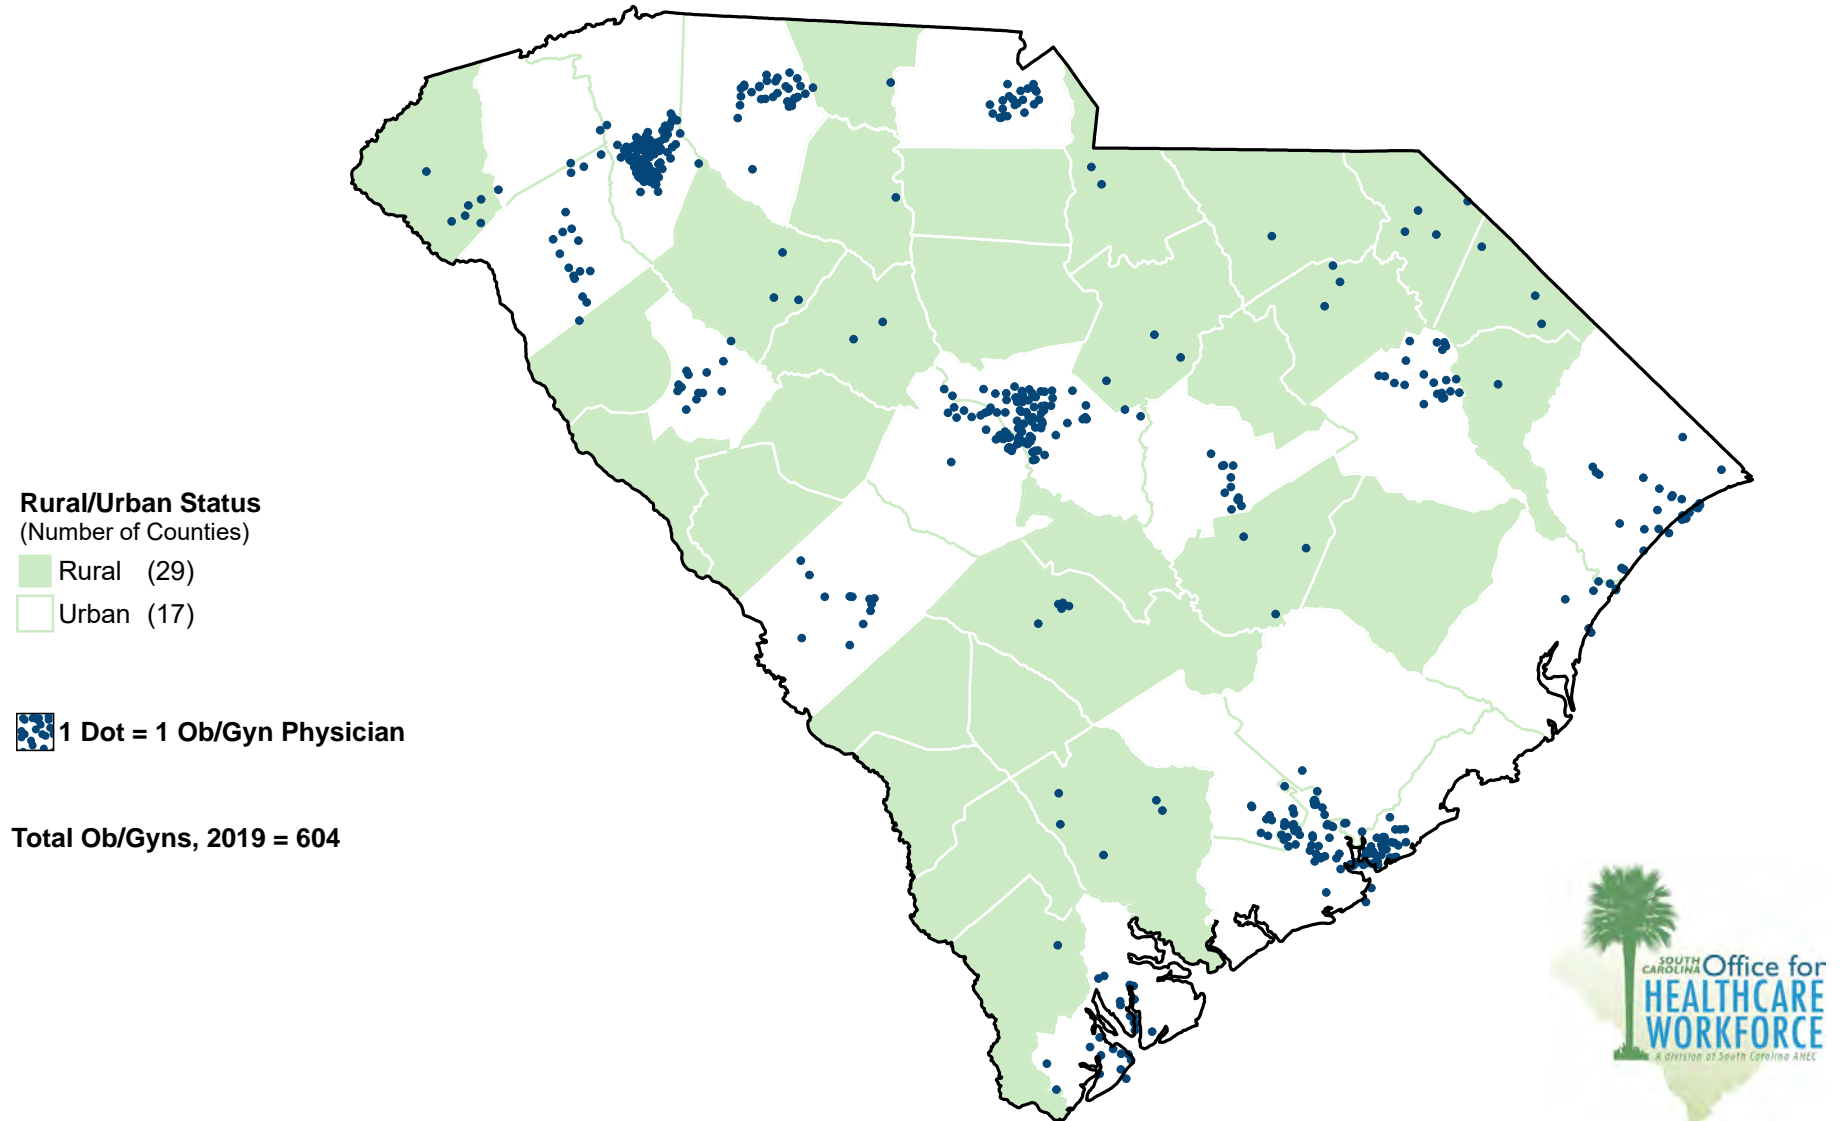 Rural/Urban Status
(Number of Counties)
Rural (29)
Urban (17)
1 Dot = 1 Ob/Gyn Physician
Total Ob/Gyns, 2019 = 604
SOUTH
CAROLINA Office for
HEALTHCARE
WORKFORCE
A division of South Carolina AHEC